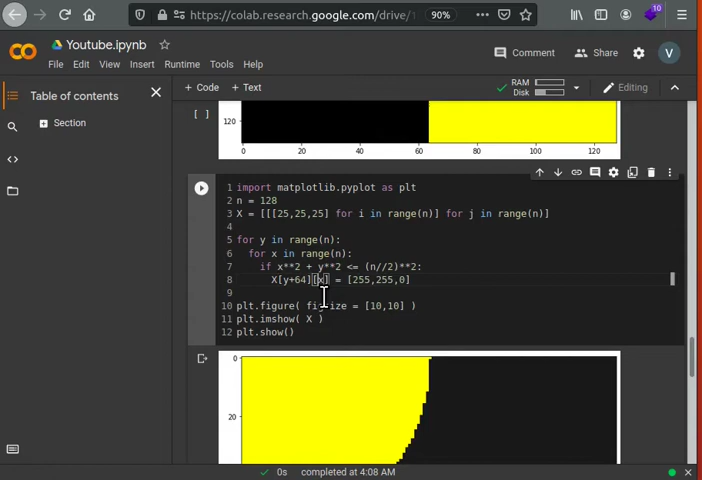 https://colab.research.google.com/drive/
90%
10
Youtube.ipynb
Comment
Share
V
File Edit View Insert Runtime Tools Help
RAM
Disk
Editing
+ Code + Text
Table of contents
Section
[ ]
120
0 20 40 60 80 100 120
1 import matplotlib.pyplot as plt
2 n = 128
3 X = [[[25,25,25] for i in range(n)] for j in range(n)]
4
5 for y in range(n):
6 for x in range(n):
7 if x**2 + y**2 <= (n//2)**2:
8 X[y+64][x] = [255,255,0]
9
10 plt.figure( figsize = [10,10] )
11 plt.imshow( X )
12 plt.show()
0
20
0s completed at 4:08 AM